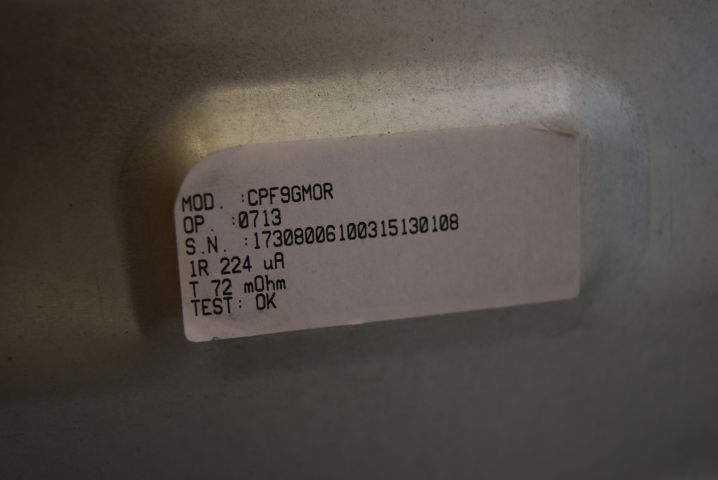 MOD. :CPF9GMOR
OP. :0713
S.N. :17308006100315130108
1R 224 uA
T 72 mOhm
TEST: OK